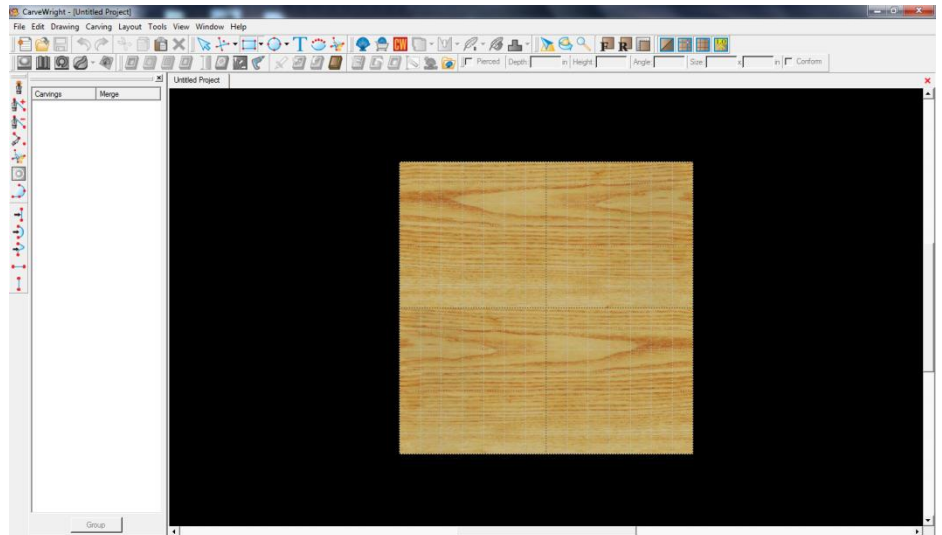 CarveWright - [Untitled Project]
File Edit Drawing Carving Layout Tools View Window Help
T CW F R
Pierced Depth: in Height: Angle: Size: x in Conform
Untitled Project
Carvings Merge
Group